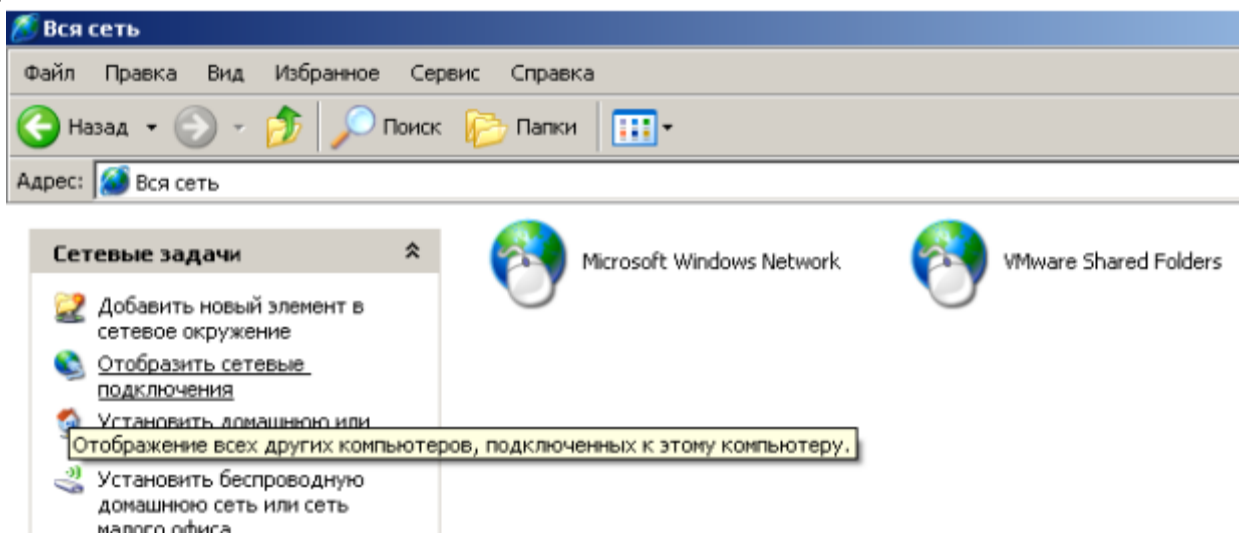 Вся сеть
Файл Правка Вид Избранное Сервис Справка
Назад Поиск Папки
Адрес: Вся сеть
Сетевые задачи
Microsoft Windows Network
VMware Shared Folders
Добавить новый элемент в
сетевое окружение
Отобразить сетевые
подключения
Установить домашнюю или
Отображение всех других компьютеров, подключенных к этому компьютеру.
Установить беспроводную
домашнюю сеть или сеть
малого офиса